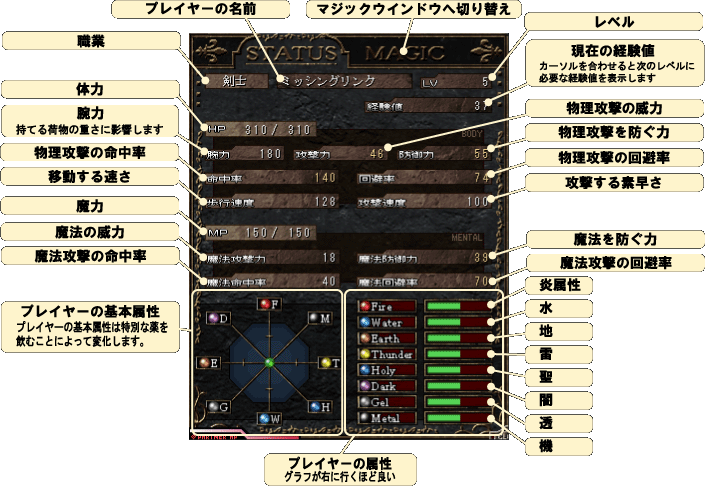 プレイヤーの名前
マジックウインドウへ切り替え
レベル
職業
現在の経験値
カーソルを合わせると次のレベルに
必要な経験値を表示します
STATUS MAGIC
剣士 ミッシングリンク LV 5
経験値 37
体力
HP 310 / 310
BODY
腕力
持てる荷物の重さに影響します
物理攻撃の威力
物理攻撃を防ぐ力
腕力 180 攻撃力 46 防御力 55
物理攻撃の命中率
物理攻撃の回避率
命中率 140 回避率 74
移動する速さ
攻撃する素早さ
歩行速度 128 攻撃速度 100
魔力
MP 150 / 150
MENTAL
魔法の威力
魔法を防ぐ力
魔法攻撃力 18 魔法防御力 39
魔法攻撃の命中率
魔法攻撃の回避率
魔法命中率 40 魔法回避率 70
プレイヤーの基本属性
プレイヤーの基本属性は特別な薬を
飲むことによって変化します。
F
D M
E T
G H
W
Fire 炎属性
Water 水
Earth 地
Thunder 雷
Holy 聖
Dark 闇
Gel 透
Metal 機
プレイヤーの属性
グラフが右に行くほど良い